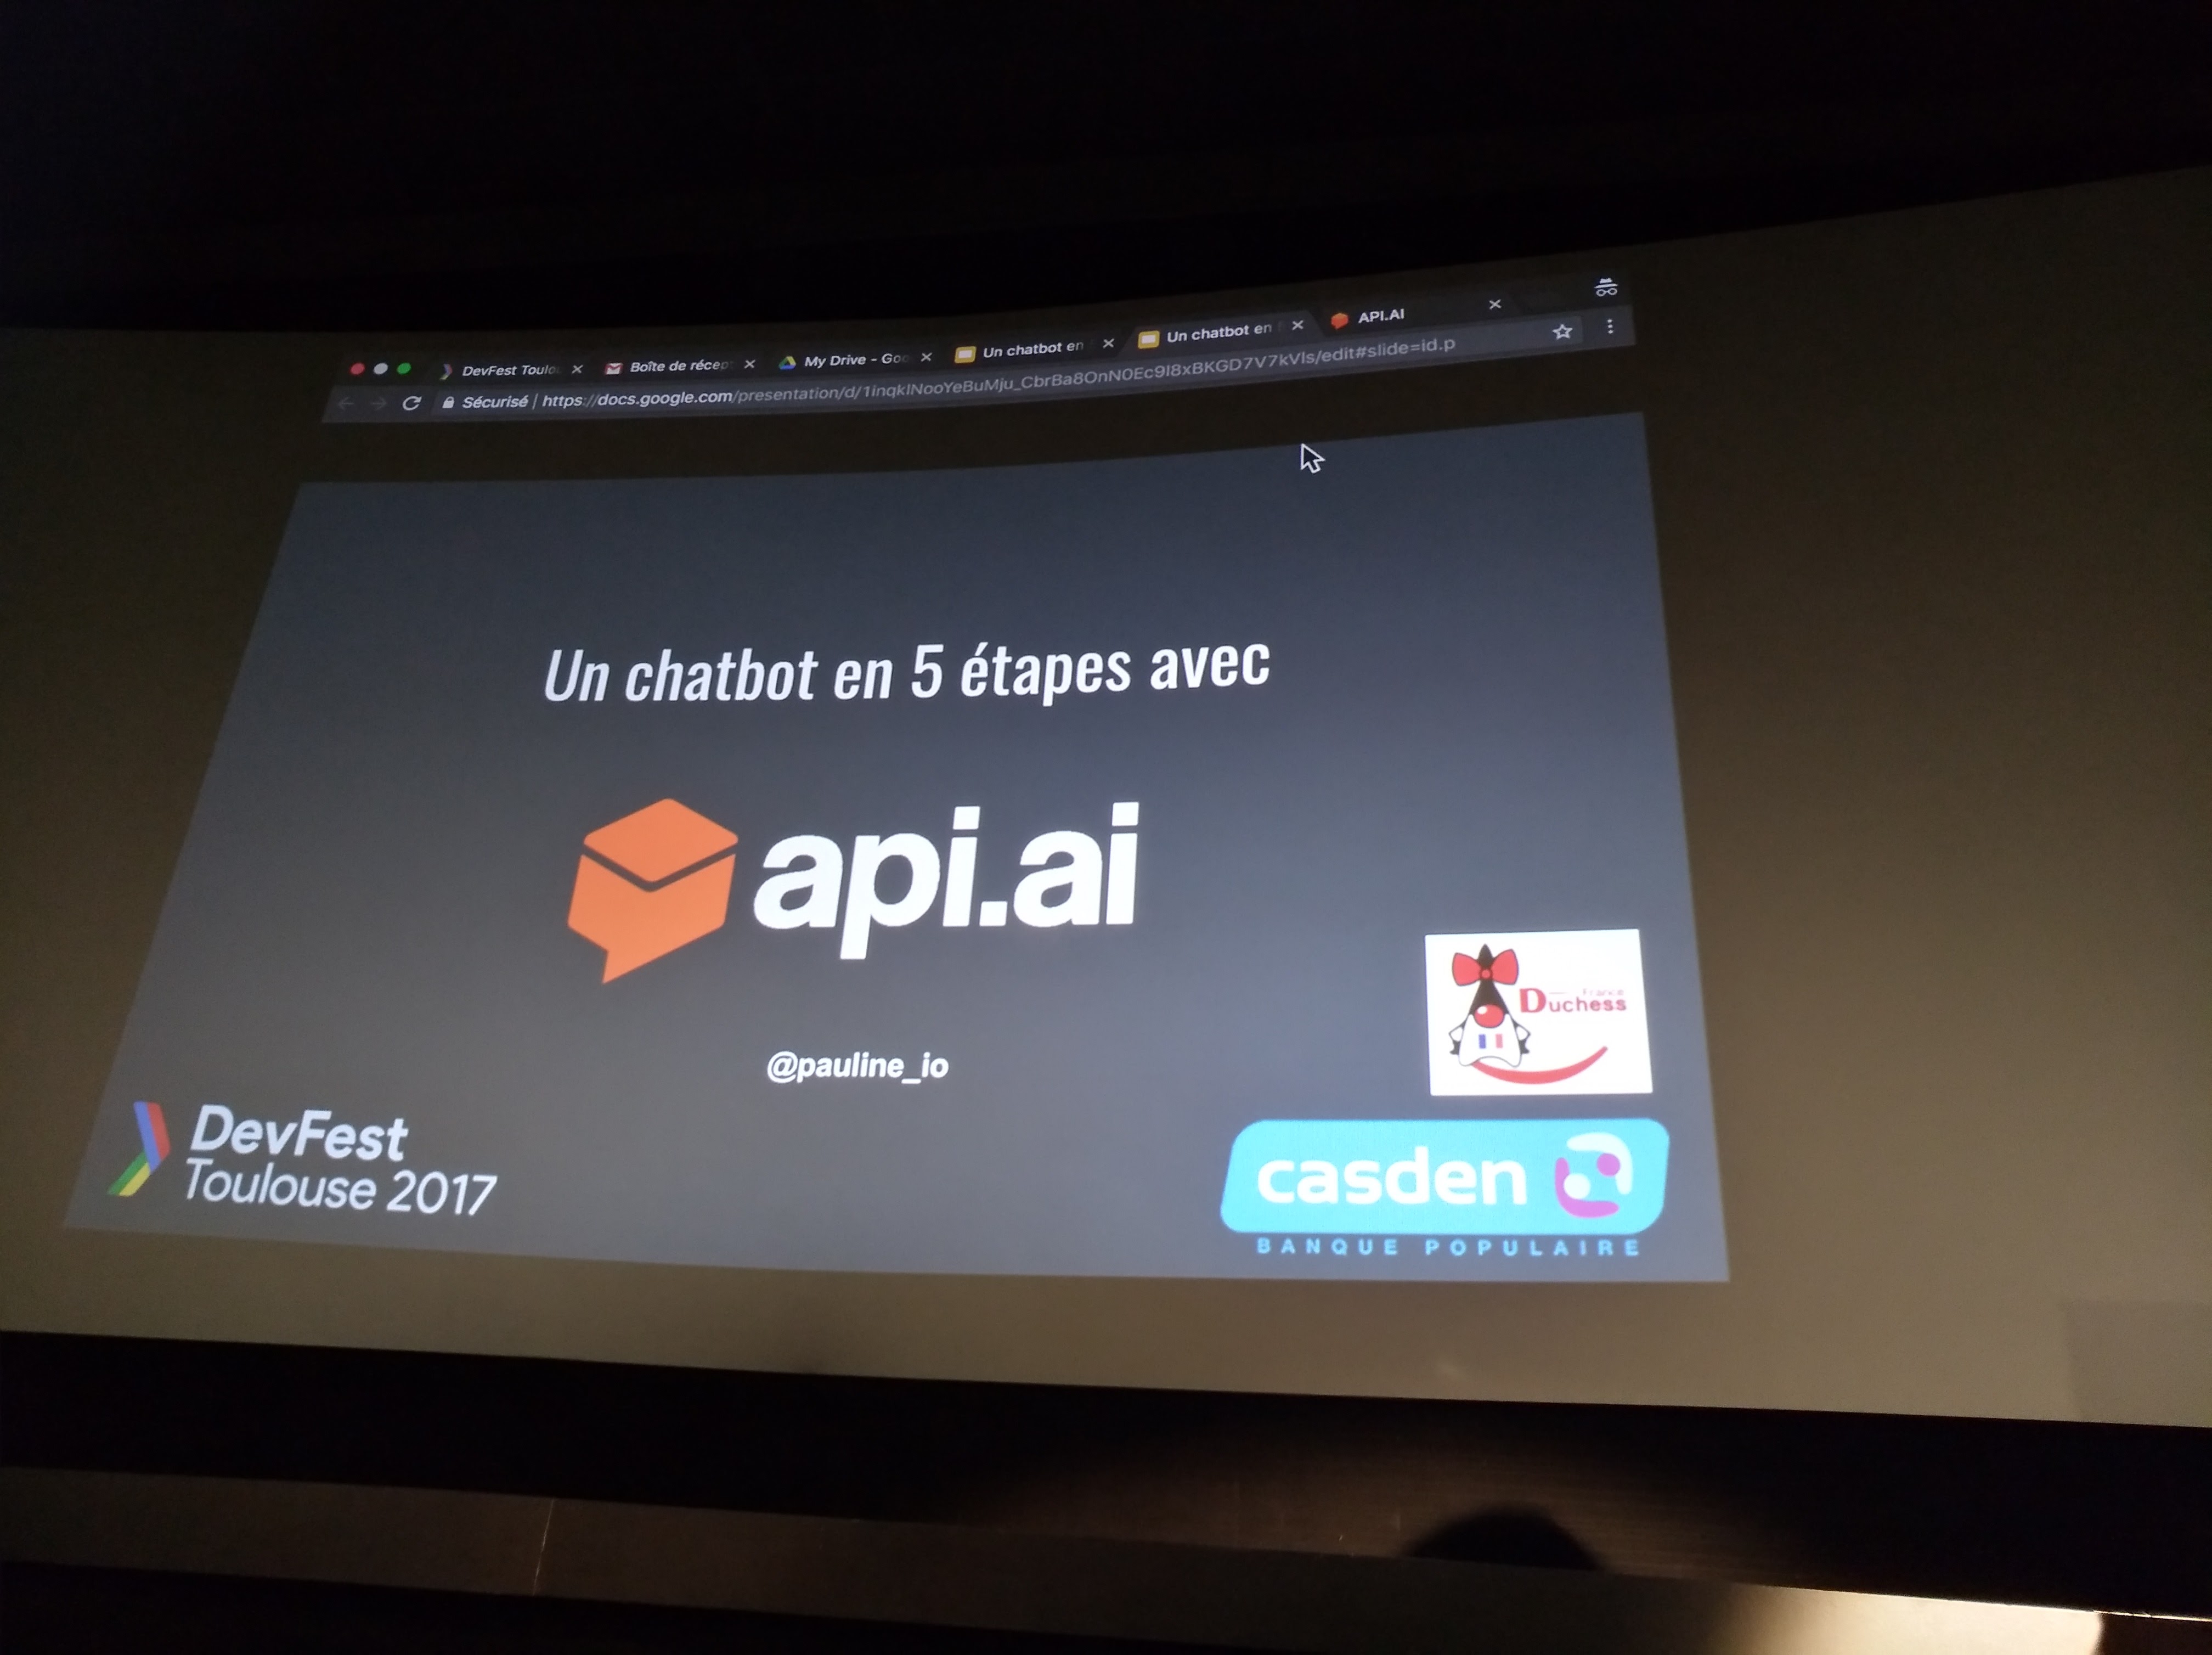 DevFest Toulo
Boîte de récep
My Drive - Goo
Un chatbot en
Un chatbot en
API.AI
Sécurisé | https://docs.google.com/presentation/d/1inqklNooYeBuMju_CbrBa8OnN0Ec9I8xBKGD7V7kVls/edit#slide=id.p
Un chatbot en 5 étapes avec
api.ai
France
Duchess
@pauline_io
DevFest
Toulouse 2017
casden
BANQUE POPULAIRE